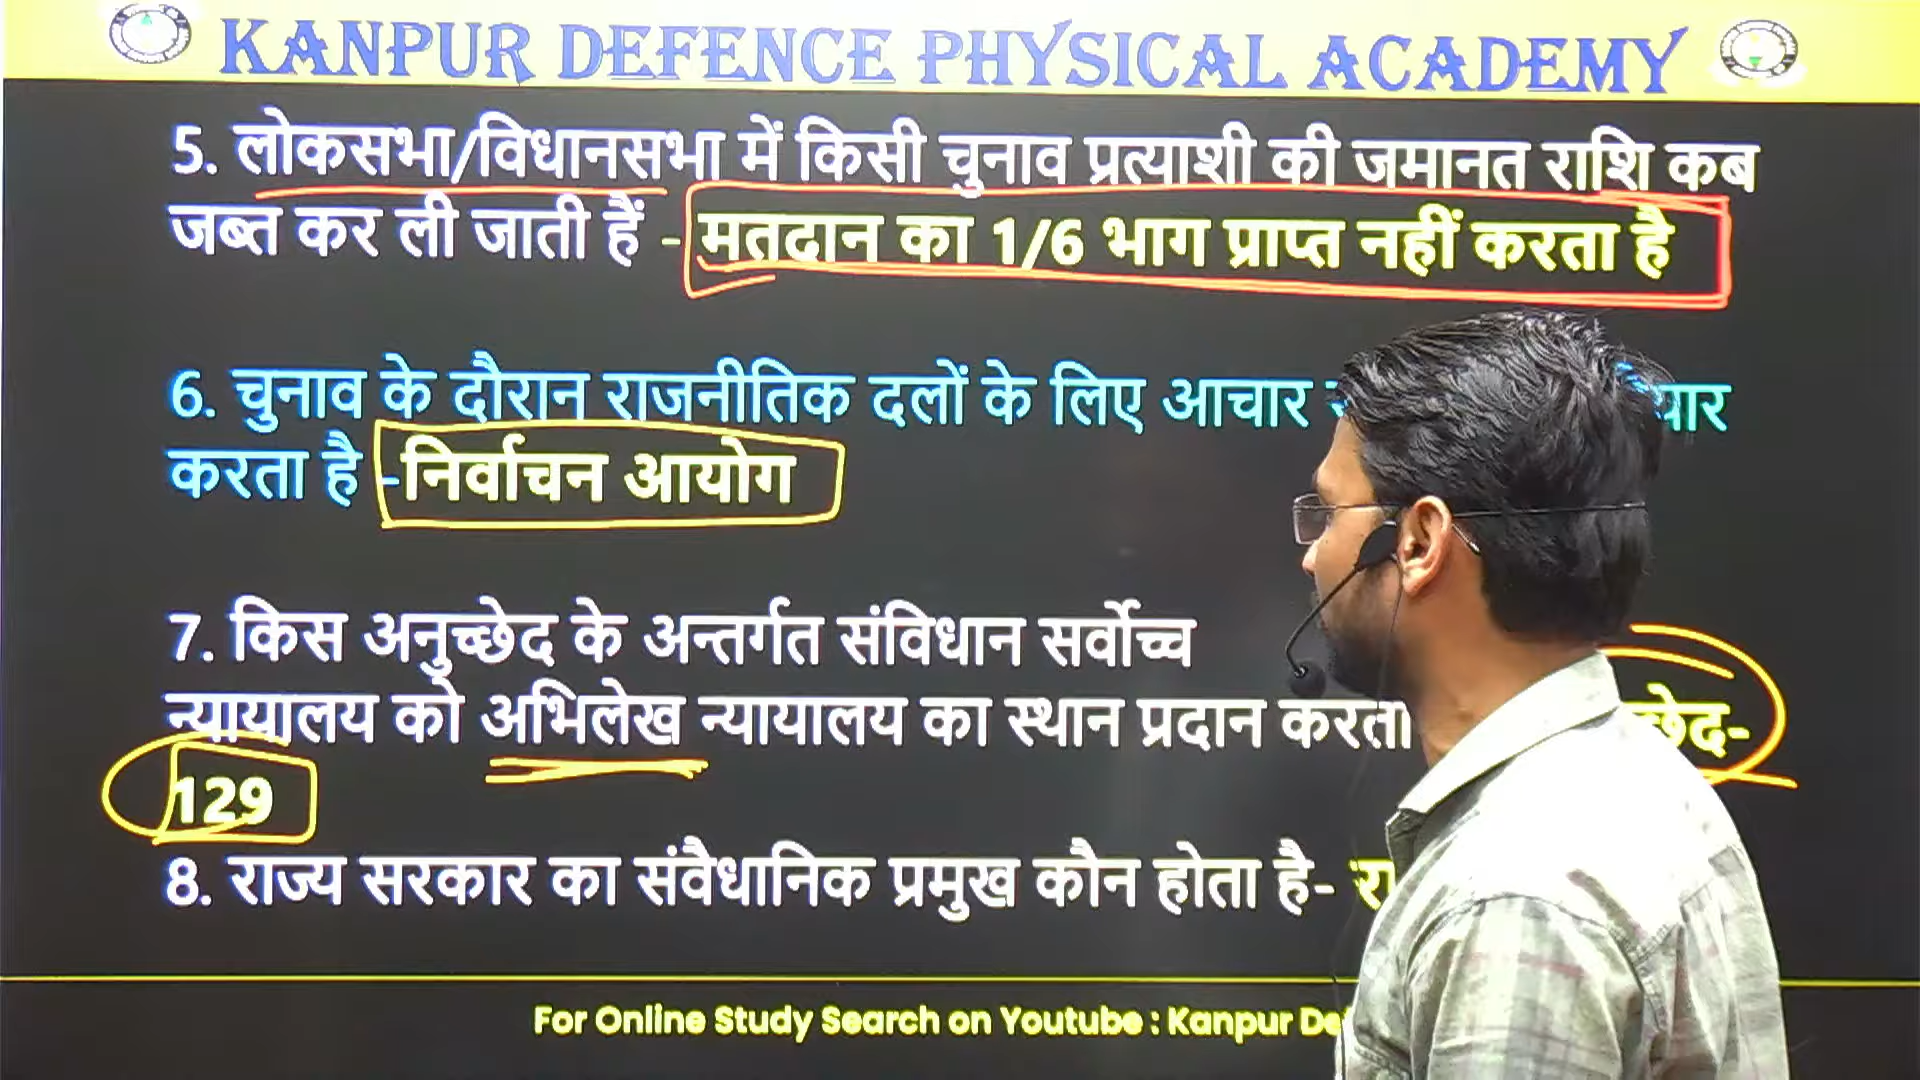 KANPUR DEFENCE PHYSICAL ACADEMY
5. लोकसभा/विधानसभा में किसी चुनाव प्रत्याशी की जमानत राशि कब
जब्त कर ली जाती हैं - मतदान का 1/6 भाग प्राप्त नहीं करता है
6. चुनाव के दौरान राजनीतिक दलों के लिए आचार
करता है -निर्वाचन आयोग
7. किस अनुच्छेद के अन्तर्गत संविधान सर्वोच्च
न्यायालय को अभिलेख न्यायालय का स्थान प्रदान करता
129
8. राज्य सरकार का संवैधानिक प्रमुख कौन होता है-
For Online Study Search on Youtube : Kanpur